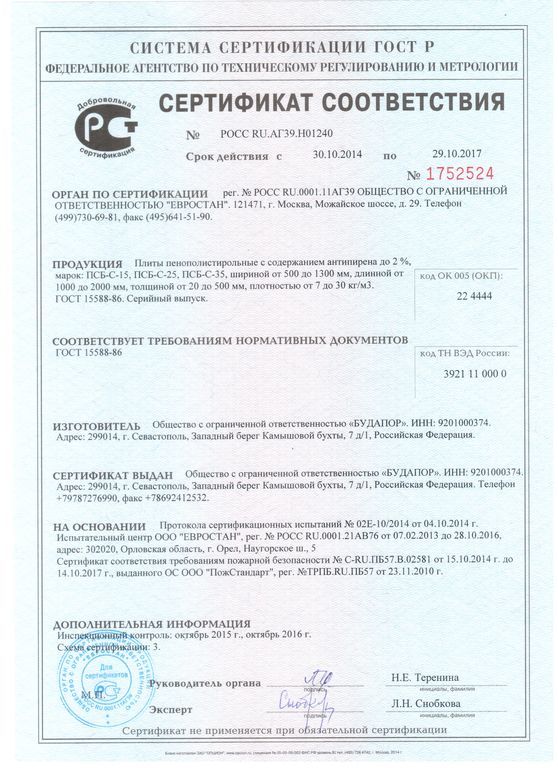 СИСТЕМА СЕРТИФИКАЦИИ ГОСТ Р
ФЕДЕРАЛЬНОЕ АГЕНТСТВО ПО ТЕХНИЧЕСКОМУ РЕГУЛИРОВАНИЮ И МЕТРОЛОГИИ
Добровольная
сертификация
СЕРТИФИКАТ СООТВЕТСТВИЯ
№ РОСС RU.АГ39.Н01240
Срок действия с 30.10.2014 по 29.10.2017
№ 1752524
ОРГАН ПО СЕРТИФИКАЦИИ рег. № РОСС RU.0001.11АГ39 ОБЩЕСТВО С ОГРАНИЧЕННОЙ
ОТВЕТСТВЕННОСТЬЮ "ЕВРОСТАН". 121471, г. Москва, Можайское шоссе, д. 29. Телефон
(499)730-69-81, факс (495)641-51-90.
ПРОДУКЦИЯ Плиты пенополистирольные с содержанием антипирена до 2 %,
марок: ПСБ-С-15, ПСБ-С-25, ПСБ-С-35, шириной от 500 до 1300 мм, длинной от
1000 до 2000 мм, толщиной от 20 до 500 мм, плотностью от 7 до 30 кг/м3.
ГОСТ 15588-86. Серийный выпуск.
код ОК 005 (ОКП):
22 4444
СООТВЕТСТВУЕТ ТРЕБОВАНИЯМ НОРМАТИВНЫХ ДОКУМЕНТОВ
ГОСТ 15588-86
код ТН ВЭД России:
3921 11 000 0
ИЗГОТОВИТЕЛЬ Общество с ограниченной ответственностью «БУДАПОР». ИНН: 9201000374.
Адрес: 299014, г. Севастополь, Западный берег Камышовой бухты, 7 д/1, Российская Федерация.
СЕРТИФИКАТ ВЫДАН Общество с ограниченной ответственностью «БУДАПОР». ИНН: 9201000374.
Адрес: 299014, г. Севастополь, Западный берег Камышовой бухты, 7 д/1, Российская Федерация. Телефон
+79787276990, факс +78692412532.
НА ОСНОВАНИИ Протокола сертификационных испытаний № 02Е-10/2014 от 04.10.2014 г.
Испытательный центр ООО "ЕВРОСТАН", рег. № РОСС RU.0001.21АВ76 от 07.02.2013 до 28.10.2016,
адрес: 302020, Орловская область, г. Орел, Наугорское ш., 5
Сертификат соответствия требованиям пожарной безопасности № C-RU.ПБ57.В.02581 от 15.10.2014 г. до
14.10.2017 г., выданного ОС ООО "ПожСтандарт", рег. №ТРПБ.RU.ПБ57 от 23.11.2010 г.
ДОПОЛНИТЕЛЬНАЯ ИНФОРМАЦИЯ
Инспекционный контроль: октябрь 2015 г., октябрь 2016 г.
Схема сертификации: 3.
Для
сертификатов
М.П.
Руководитель органа
подпись
Н.Е. Теренина
инициалы, фамилия
Эксперт
Снобкова
подпись
Л.Н. Снобкова
инициалы, фамилия
Сертификат не применяется при обязательной сертификации